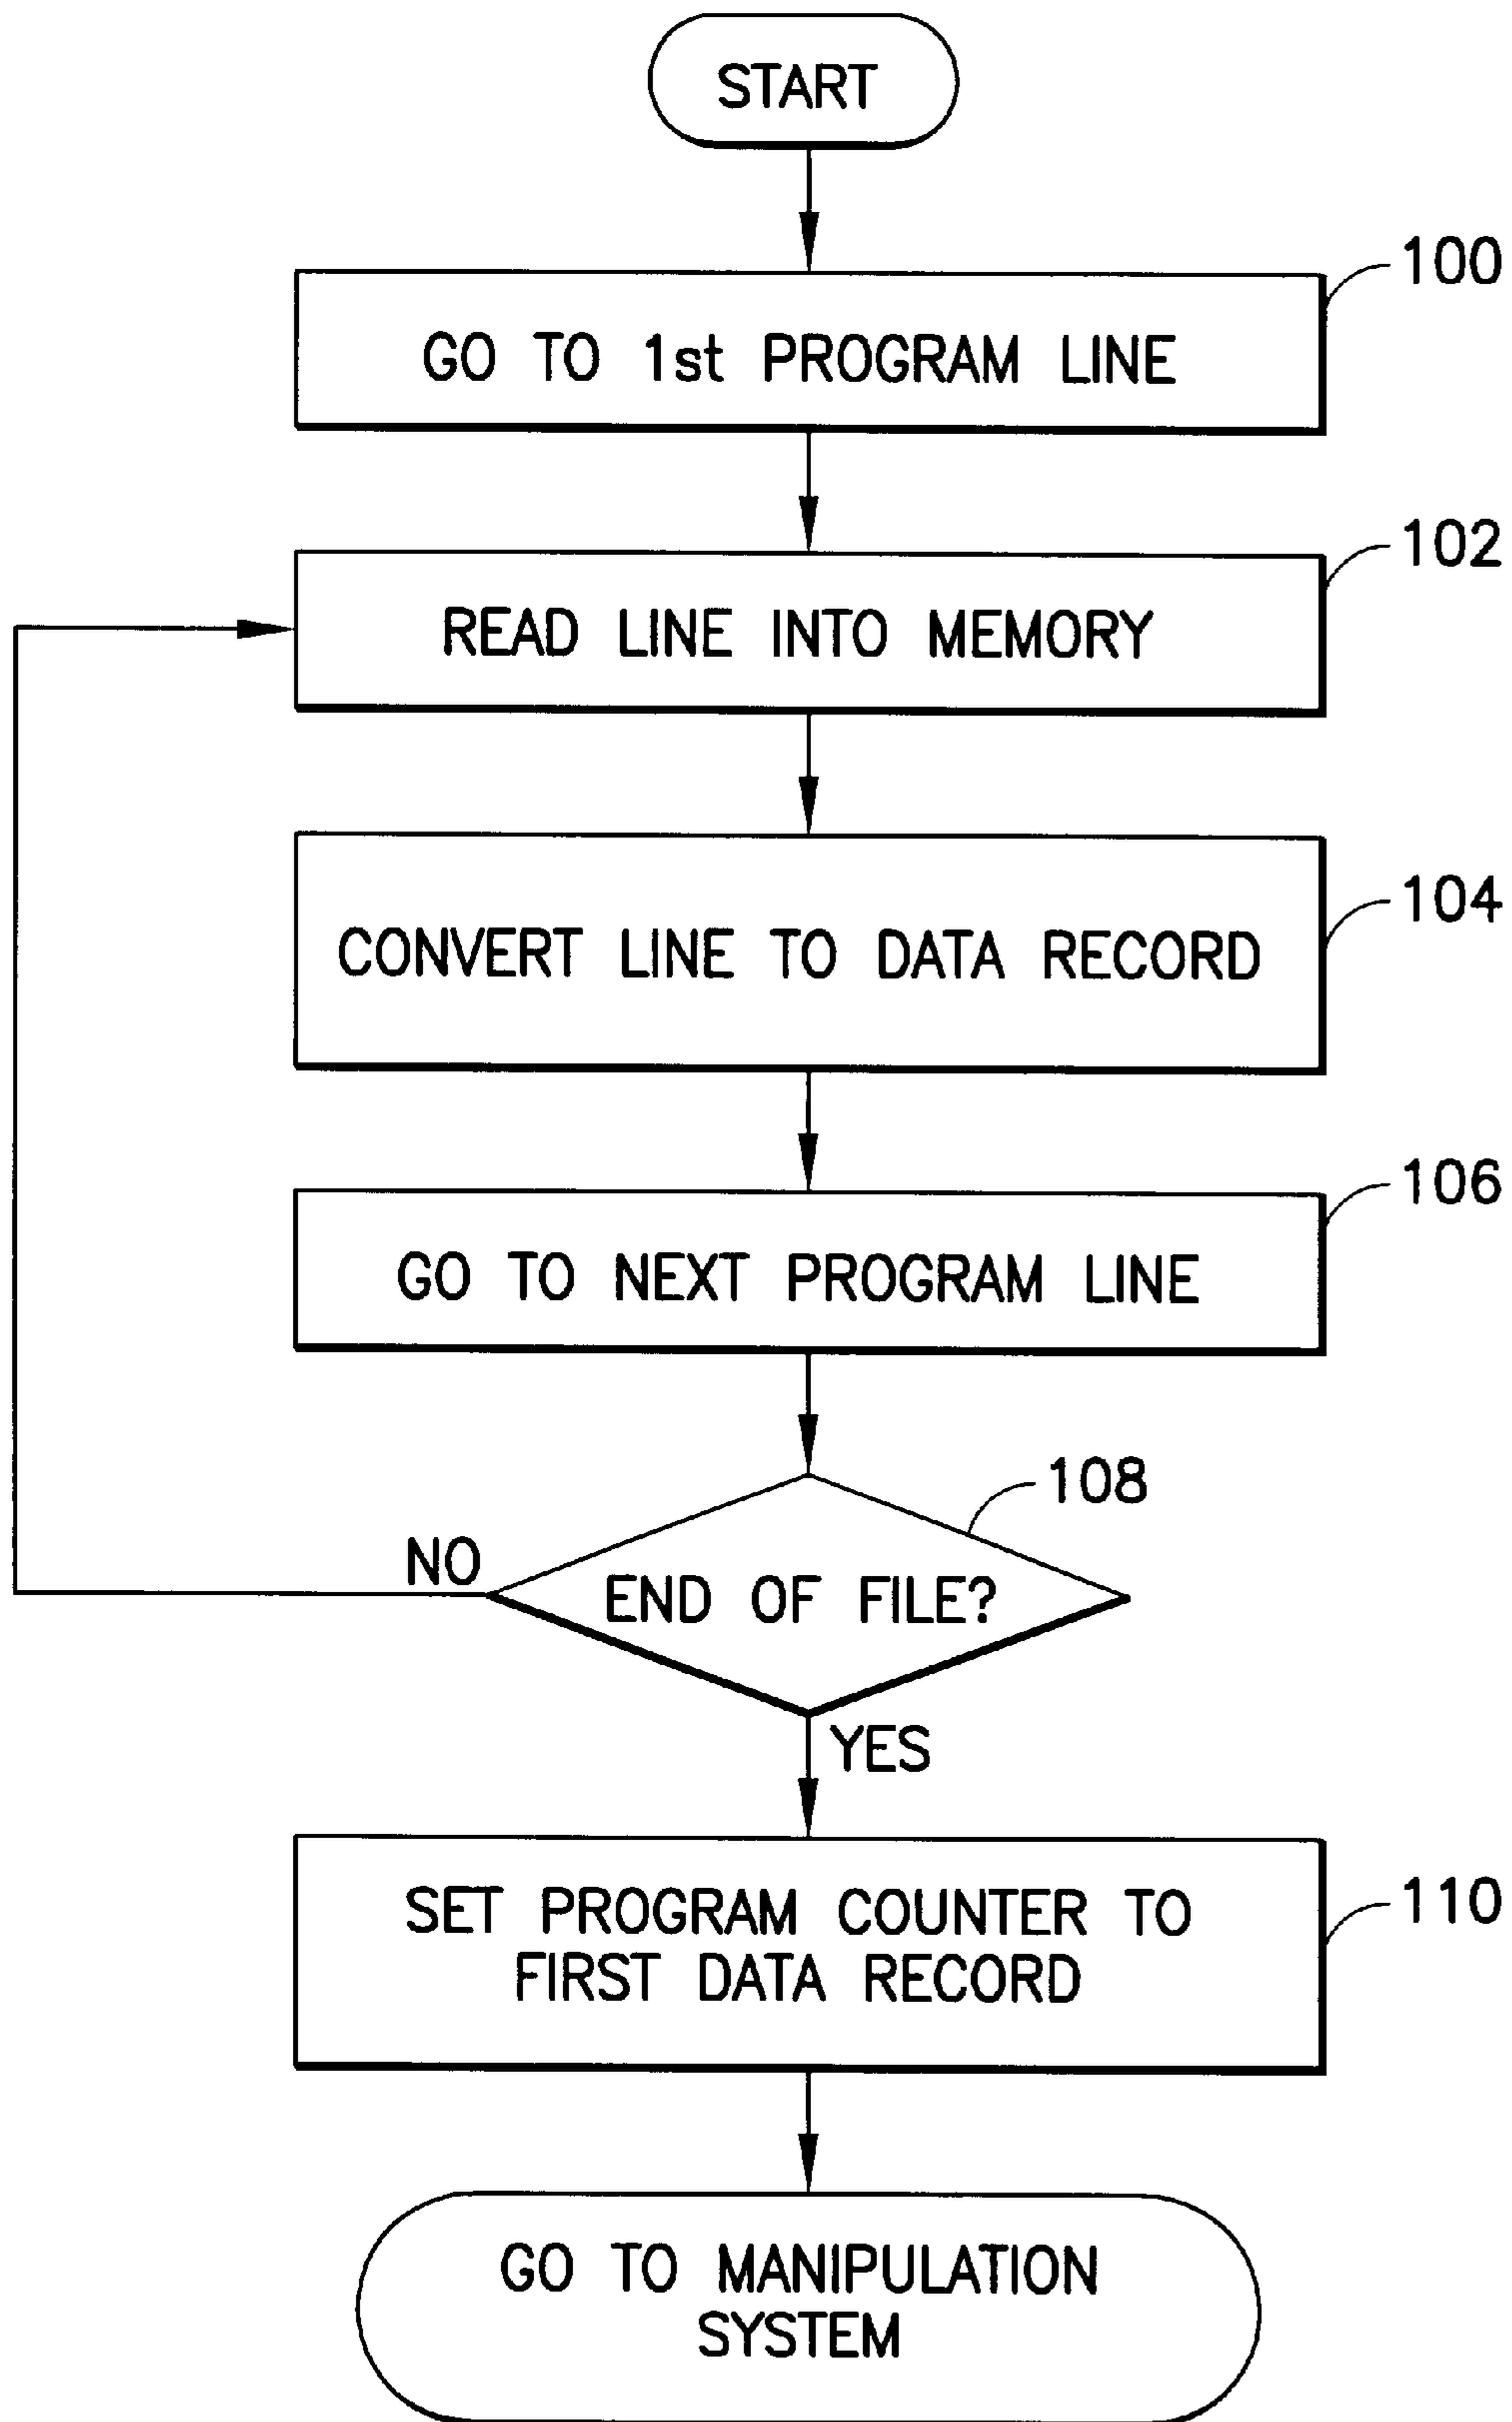 START
100
GO TO 1st PROGRAM LINE
102
READ LINE INTO MEMORY
104
CONVERT LINE TO DATA RECORD
106
GO TO NEXT PROGRAM LINE
108
NO
END OF FILE?
YES
110
SET PROGRAM COUNTER TO
FIRST DATA RECORD
GO TO MANIPULATION
SYSTEM